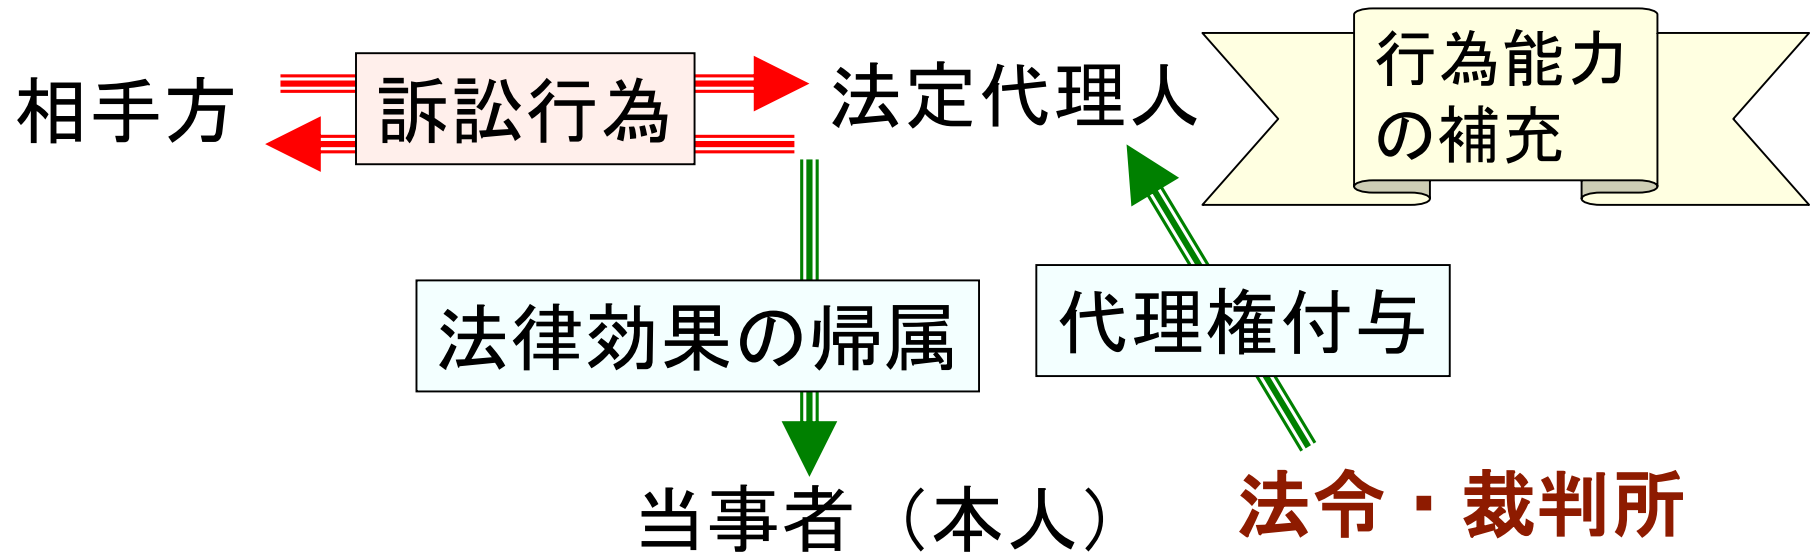 相手方
訴訟行為
法定代理人
行為能力
の補充
法律効果の帰属
代理権付与
当事者（本人）
法令・裁判所